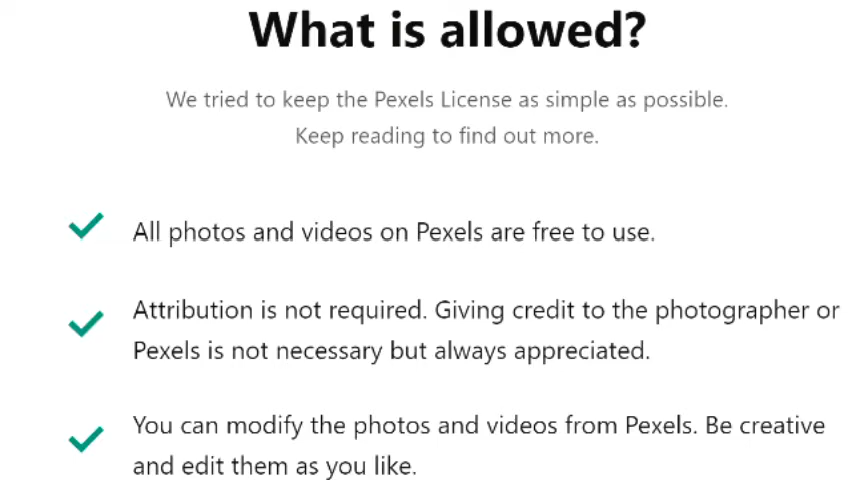 What is allowed?
We tried to keep the Pexels License as simple as possible.
Keep reading to find out more.
All photos and videos on Pexels are free to use.
Attribution is not required. Giving credit to the photographer or
Pexels is not necessary but always appreciated.
You can modify the photos and videos from Pexels. Be creative
and edit them as you like.